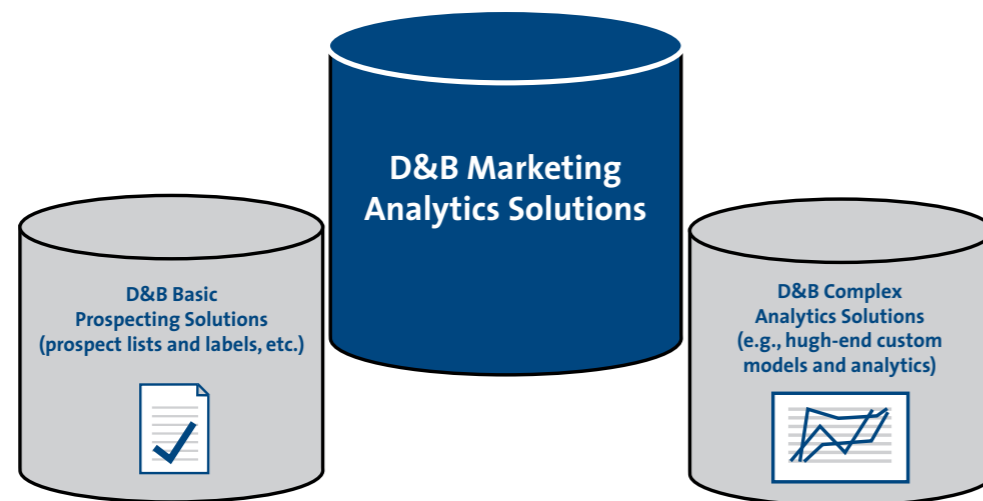 D&B Marketing
Analytics Solutions
D&B Basic
Prospecting Solutions
(prospect lists and labels, etc.)
D&B Complex
Analytics Solutions
(e.g., hugh-end custom
models and analytics)